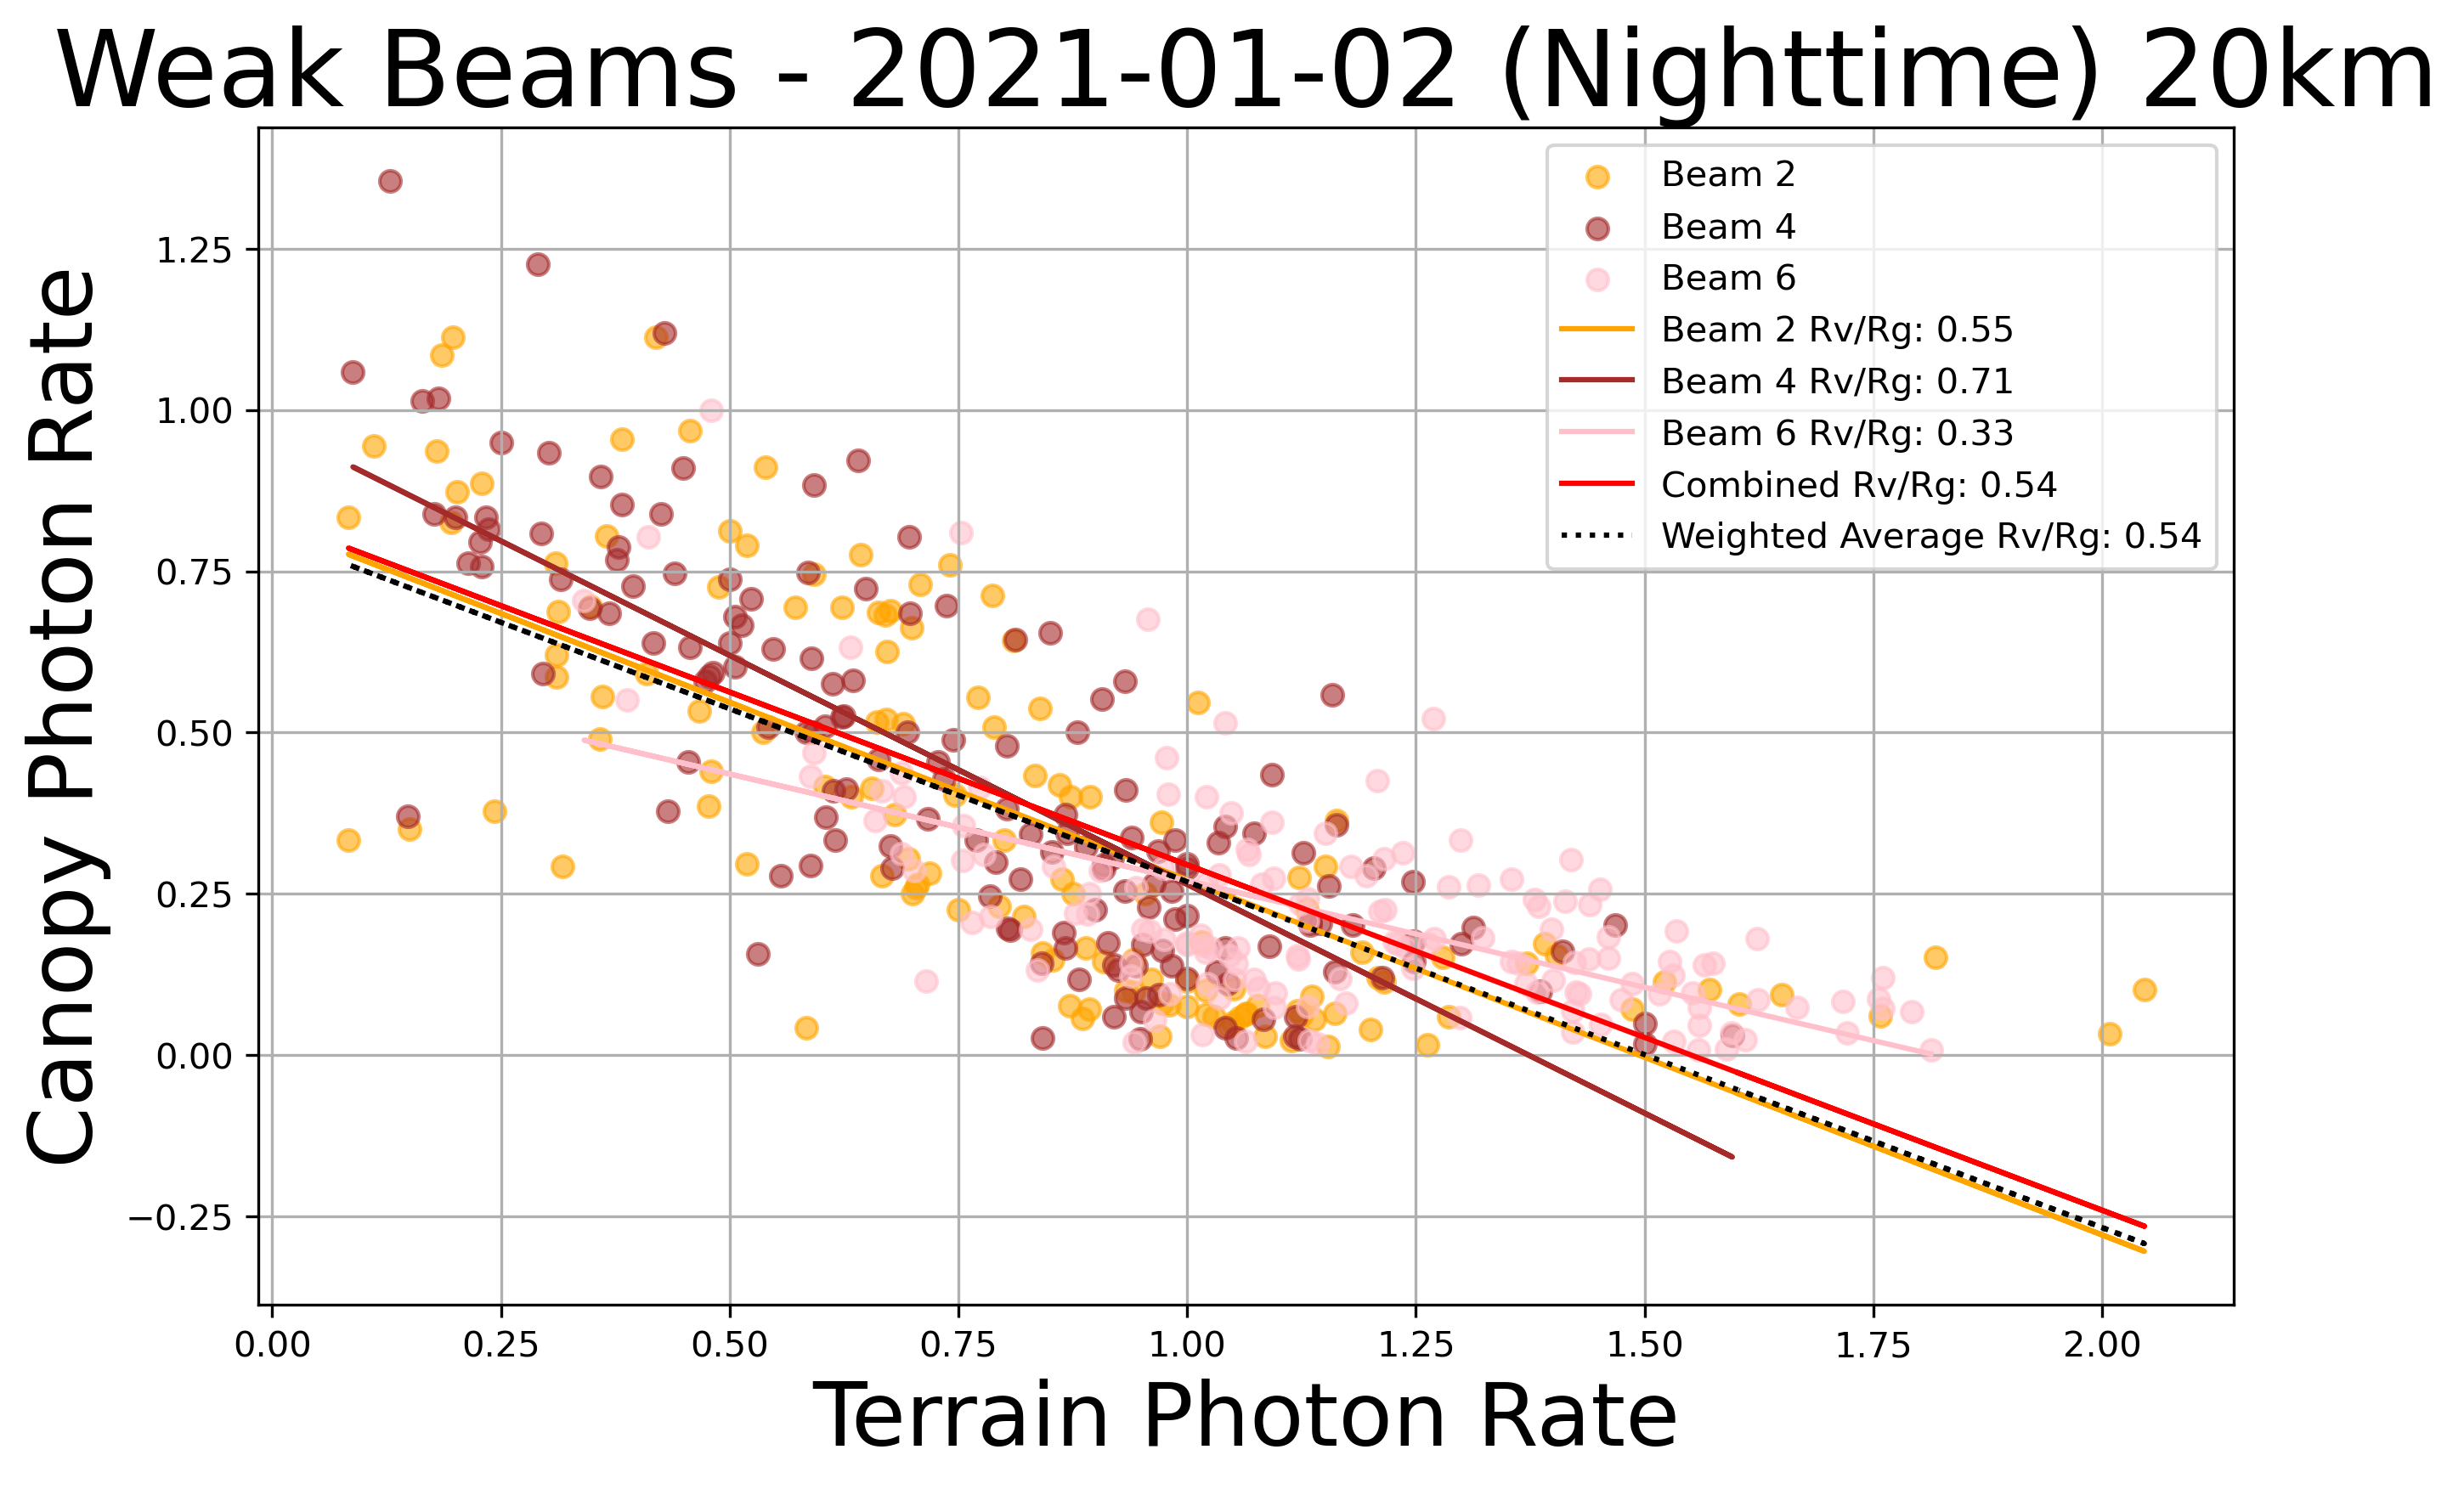 Weak Beams - 2021-01-02 (Nighttime) 20km
Beam 2
Beam 4
Beam 6
Beam 2 Rv/Rg: 0.55
Beam 4 Rv/Rg: 0.71
Beam 6 Rv/Rg: 0.33
Combined Rv/Rg: 0.54
Weighted Average Rv/Rg: 0.54
Canopy Photon Rate
1.25
1.00
0.75
0.50
0.25
0.00
−0.25
0.00 0.25 0.50 0.75 1.00 1.25 1.50 1.75 2.00
Terrain Photon Rate